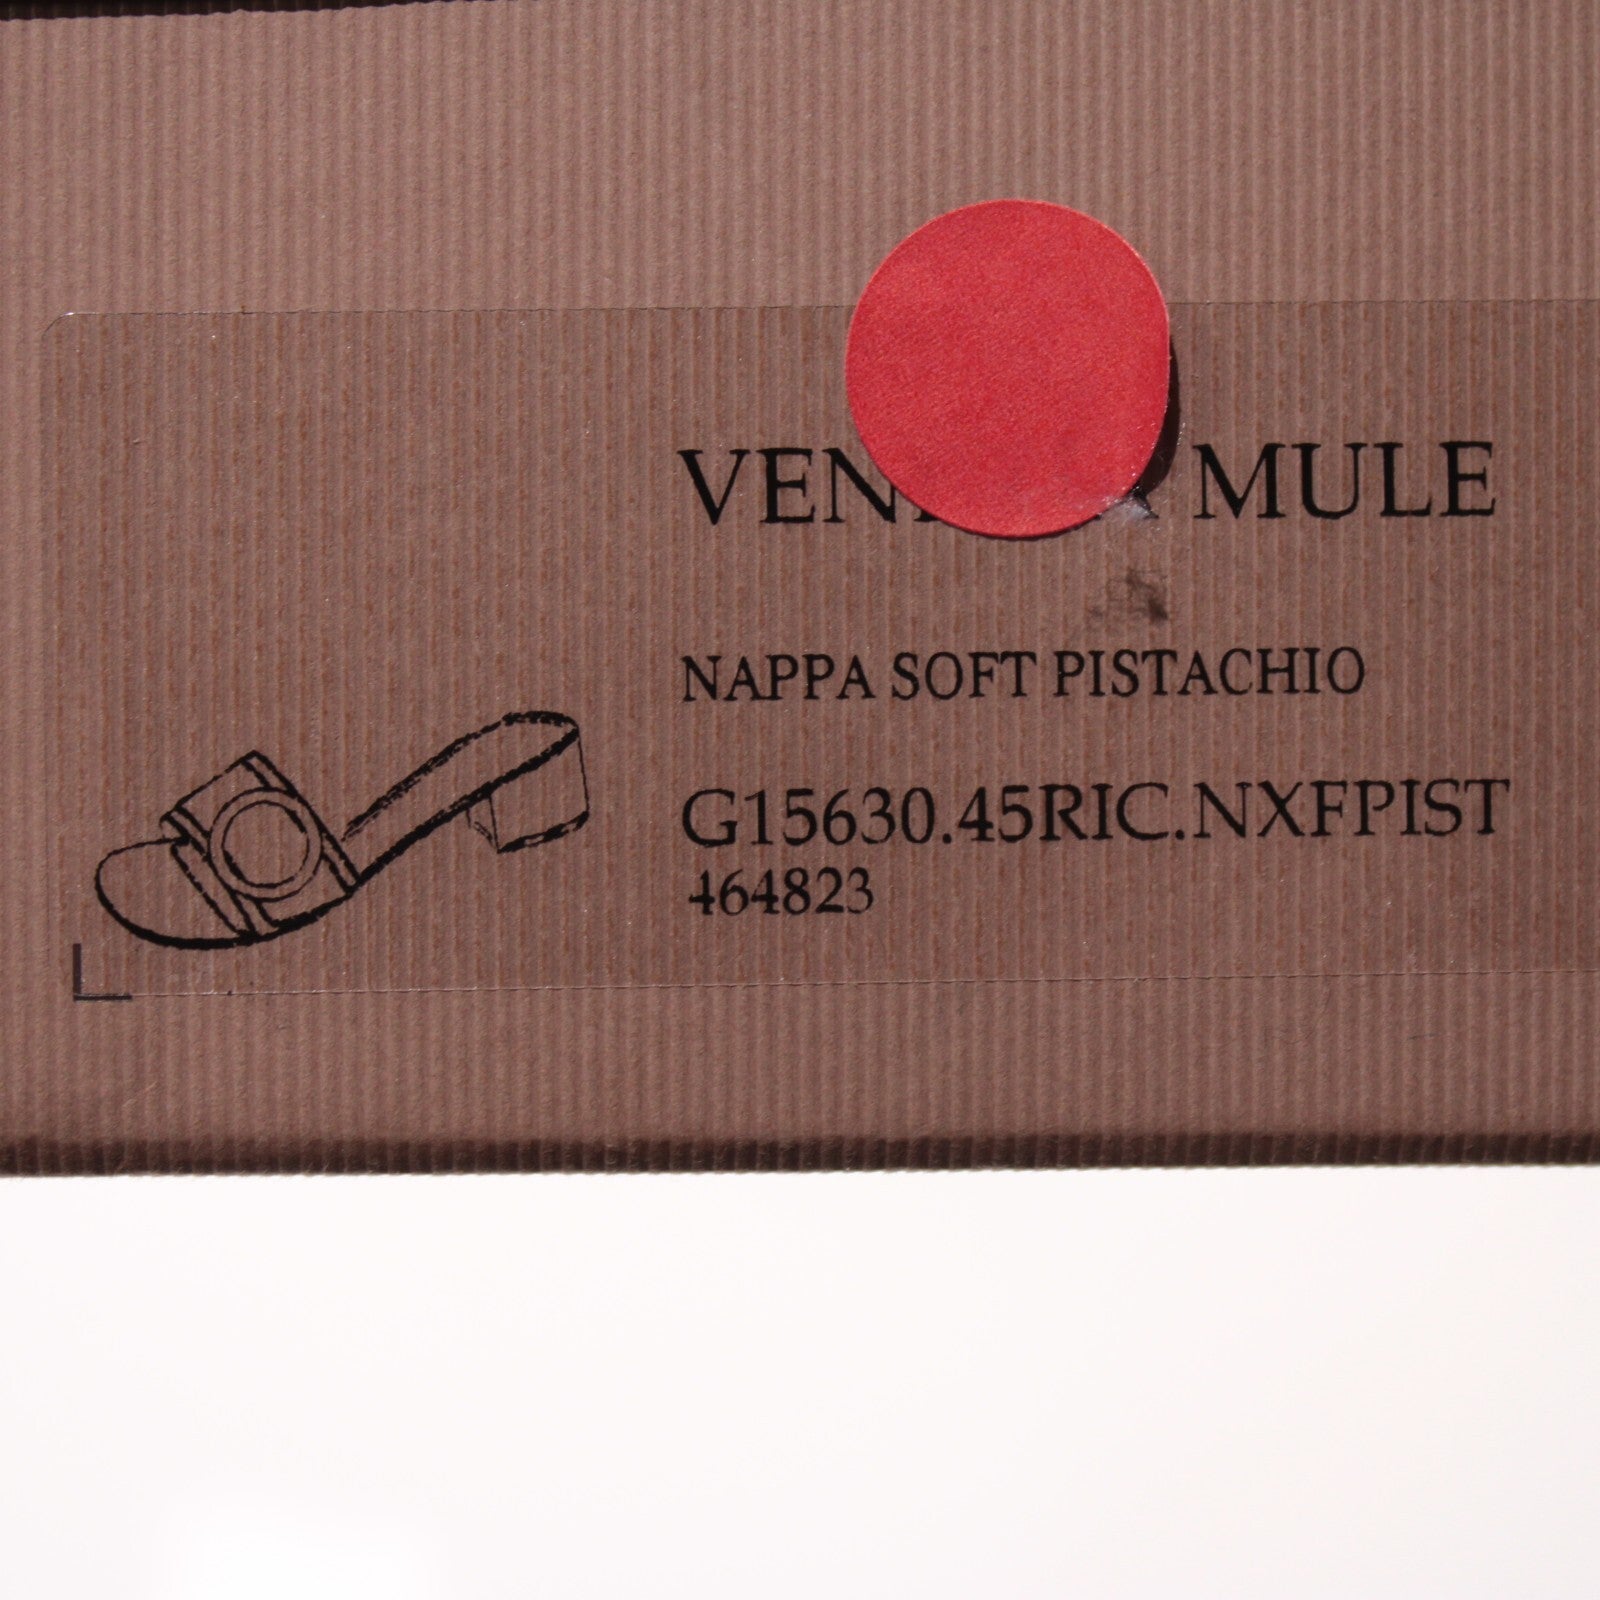 MULE
NAPPA SOFT PISTACHIO
G15630.45RIC.NXFPIST
464823